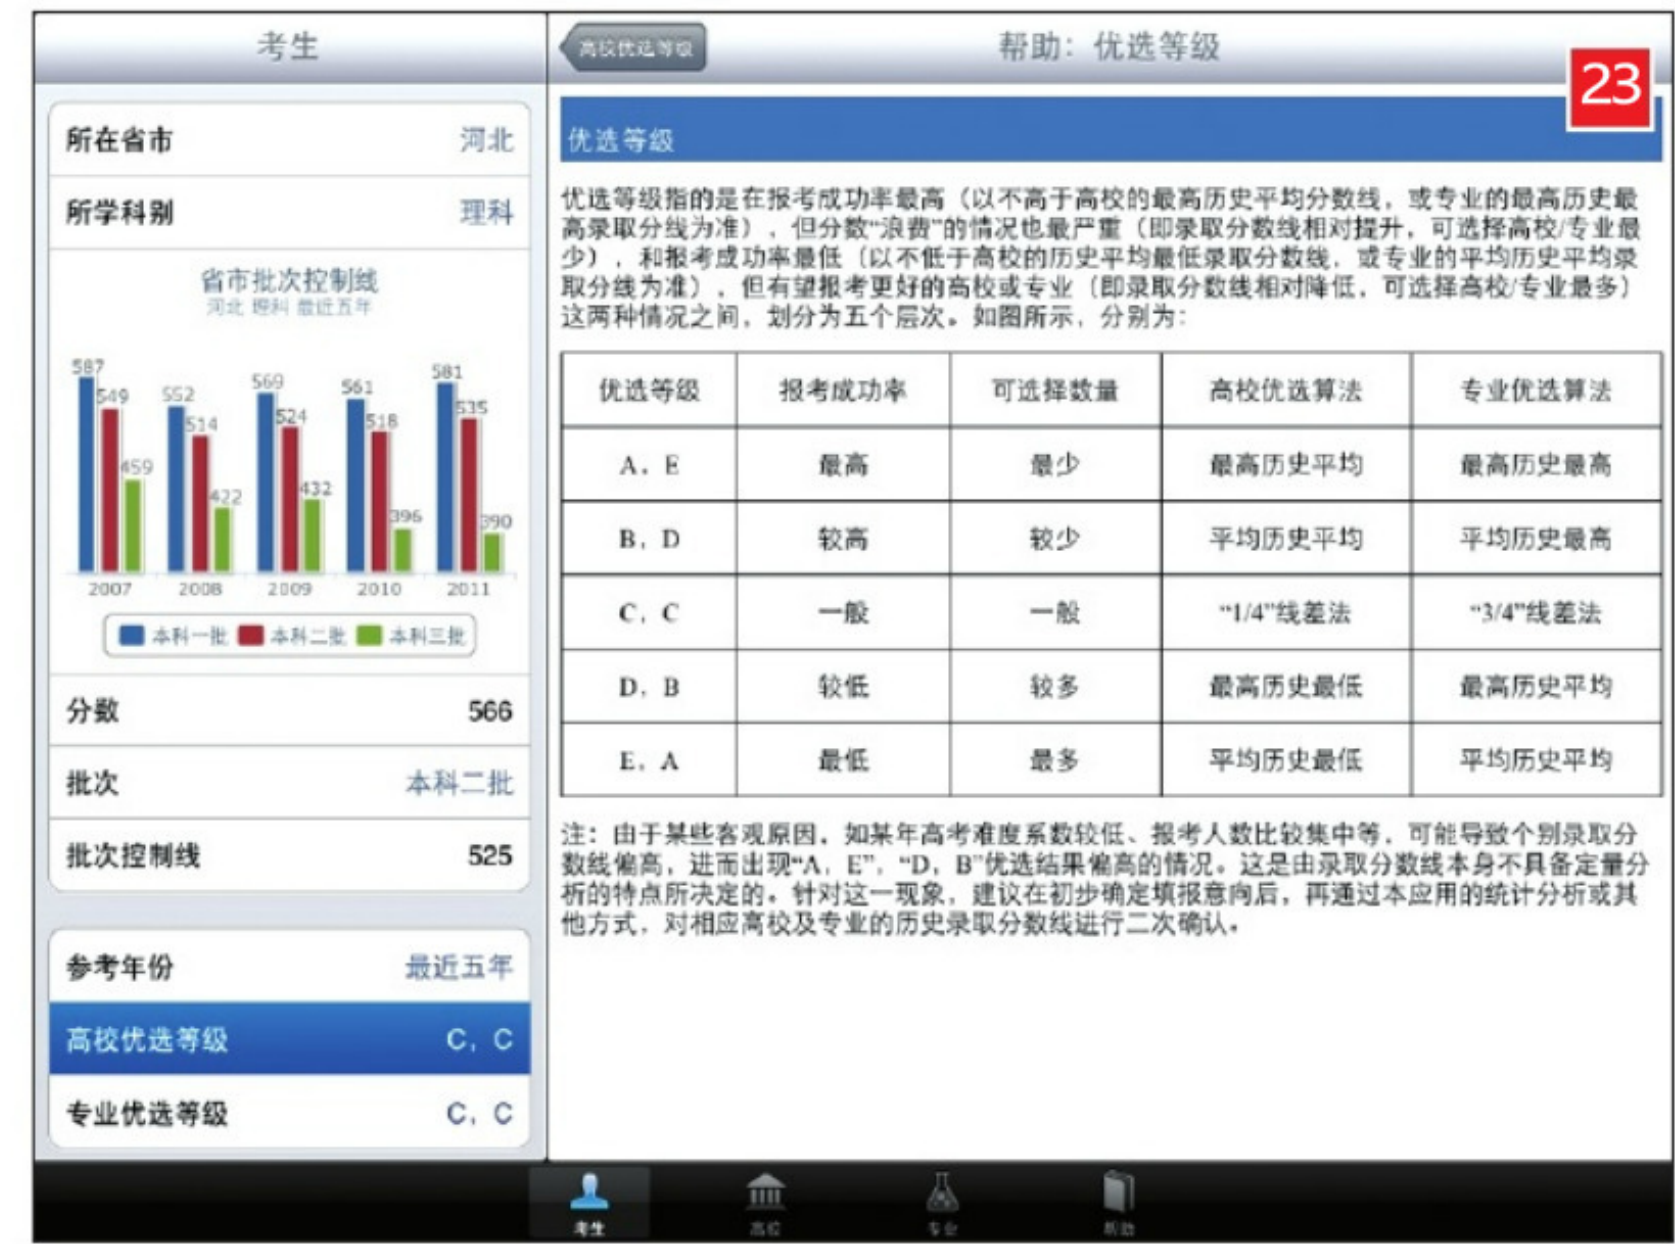 考生
高校优选等级
帮助：优选等级
23
所在省市 河北
所学科别 理科
省市批次控制线
河北 理科 最近五年
587 549 459
552 514 422
569 524 432
561 518 396
581 535 390
2007 2008 2009 2010 2011
本科一批 本科二批 本科三批
分数 566
批次 本科二批
批次控制线 525
参考年份 最近五年
高校优选等级 C，C
专业优选等级 C，C
优选等级
优选等级指的是在报考成功率最高（以不高于高校的最高历史平均分数线，或专业的最高历史最
高录取分线为准），但分数“浪费”的情况也最严重（即录取分数线相对提升，可选择高校/专业最
少），和报考成功率最低（以不低于高校的历史平均最低录取分数线，或专业的平均历史平均录
取分线为准），但有望报考更好的高校或专业（即录取分数线相对降低，可选择高校/专业最多）
这两种情况之间，划分为五个层次。如图所示，分别为：
优选等级 报考成功率 可选择数量 高校优选算法 专业优选算法
A，E 最高 最少 最高历史平均 最高历史最高
B，D 较高 较少 平均历史平均 平均历史最高
C，C 一般 一般 “1/4”线差法 “3/4”线差法
D，B 较低 较多 最高历史最低 最高历史平均
E，A 最低 最多 平均历史最低 平均历史平均
注：由于某些客观原因，如某年高考难度系数较低、报考人数比较集中等，可能导致个别录取分
数线偏高，进而出现“A，E”，“D，B”优选结果偏高的情况。这是由录取分数线本身不具备定量分
析的特点所决定的。针对这一现象，建议在初步确定填报意向后，再通过本应用的统计分析或其
他方式，对相应高校及专业的历史录取分数线进行二次确认。
考生 高校 专业 帮助